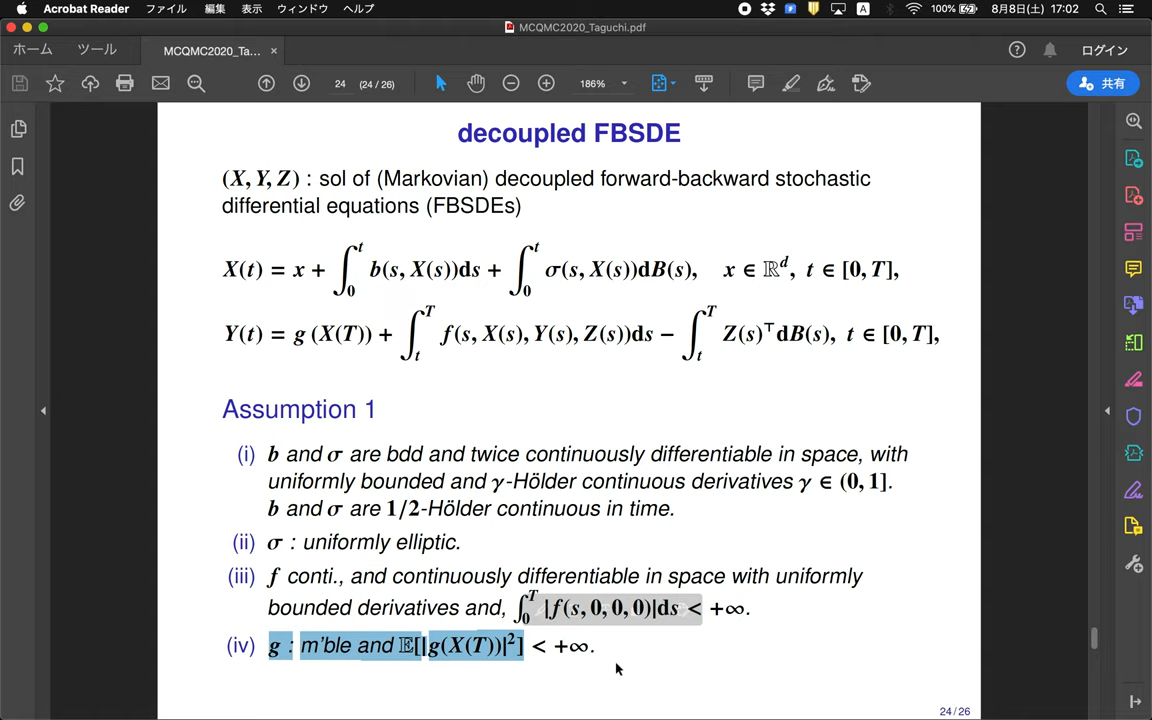 Acrobat Reader ファイル 編集 表示 ウィンドウ ヘルプ A 100% 8月8日(土) 17:02
MCQMC2020_Taguchi.pdf
ホーム ツール MCQMC2020_Ta... × ログイン
24 (24 / 26) 186% 共有
decoupled FBSDE
(X, Y, Z) : sol of (Markovian) decoupled forward-backward stochastic
differential equations (FBSDEs)
X(t) = x + ∫₀ᵗ b(s, X(s))ds + ∫₀ᵗ σ(s, X(s))dB(s), x ∈ ℝᵈ, t ∈ [0, T],
Y(t) = g (X(T)) + ∫ₜᵀ f(s, X(s), Y(s), Z(s))ds − ∫ₜᵀ Z(s)⊤dB(s), t ∈ [0, T],
Assumption 1
(i) b and σ are bdd and twice continuously differentiable in space, with
uniformly bounded and γ-Hölder continuous derivatives γ ∈ (0, 1].
b and σ are 1/2-Hölder continuous in time.
(ii) σ : uniformly elliptic.
(iii) f conti., and continuously differentiable in space with uniformly
bounded derivatives and, ∫₀ᵀ |f(s, 0, 0, 0)|ds < +∞.
(iv) g : m'ble and 𝔼[|g(X(T))|²] < +∞.
24 / 26